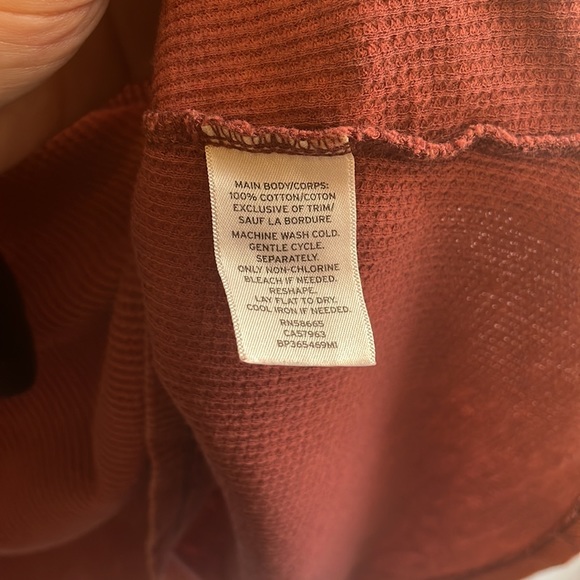 MAIN BODY/CORPS:
100% COTTON/COTON
EXCLUSIVE OF TRIM/
SAUF LA BORDURE
MACHINE WASH COLD.
GENTLE CYCLE.
SEPARATELY.
ONLY NON-CHLORINE
BLEACH IF NEEDED.
RESHAPE.
LAY FLAT TO DRY.
COOL IRON IF NEEDED.
RN58665
CA57963
BP365469M1